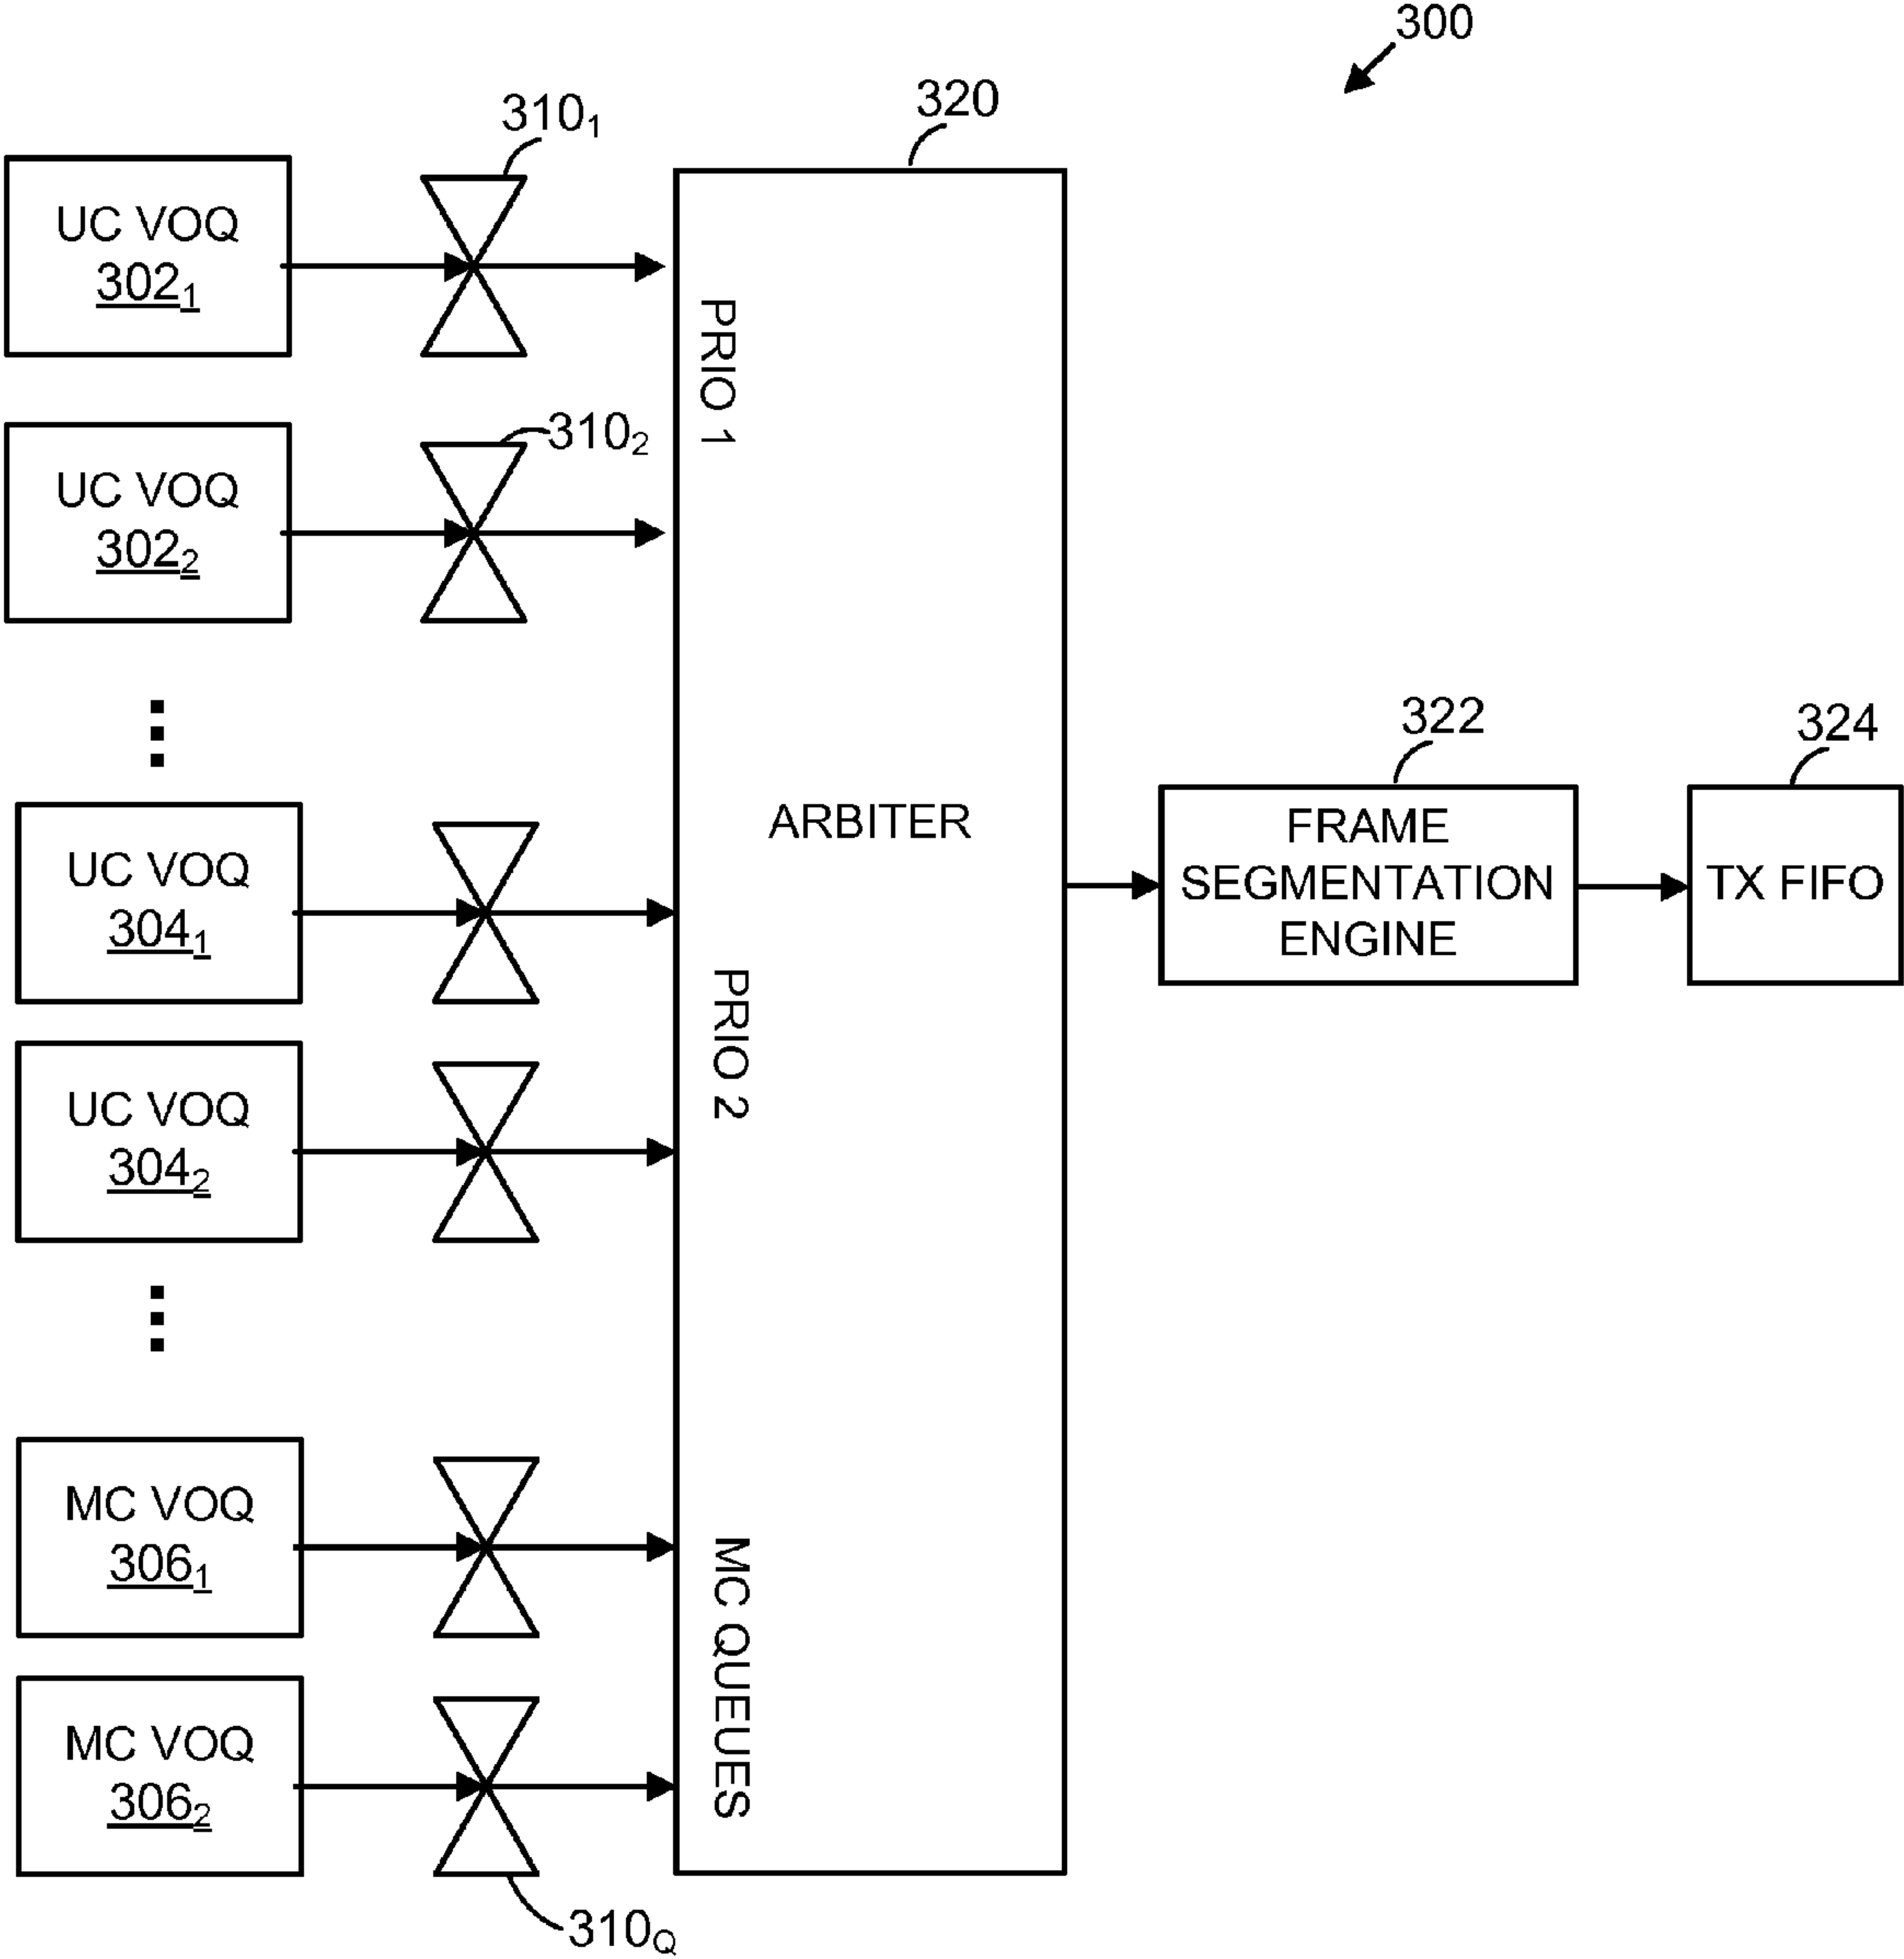 300
320
310₁
UC VOQ
302₁
PRIO 1
310₂
UC VOQ
302₂
322
324
UC VOQ
304₁
ARBITER
FRAME
SEGMENTATION
ENGINE
TX FIFO
PRIO 2
UC VOQ
304₂
MC VOQ
306₁
MC QUEUES
MC VOQ
306₂
310Q